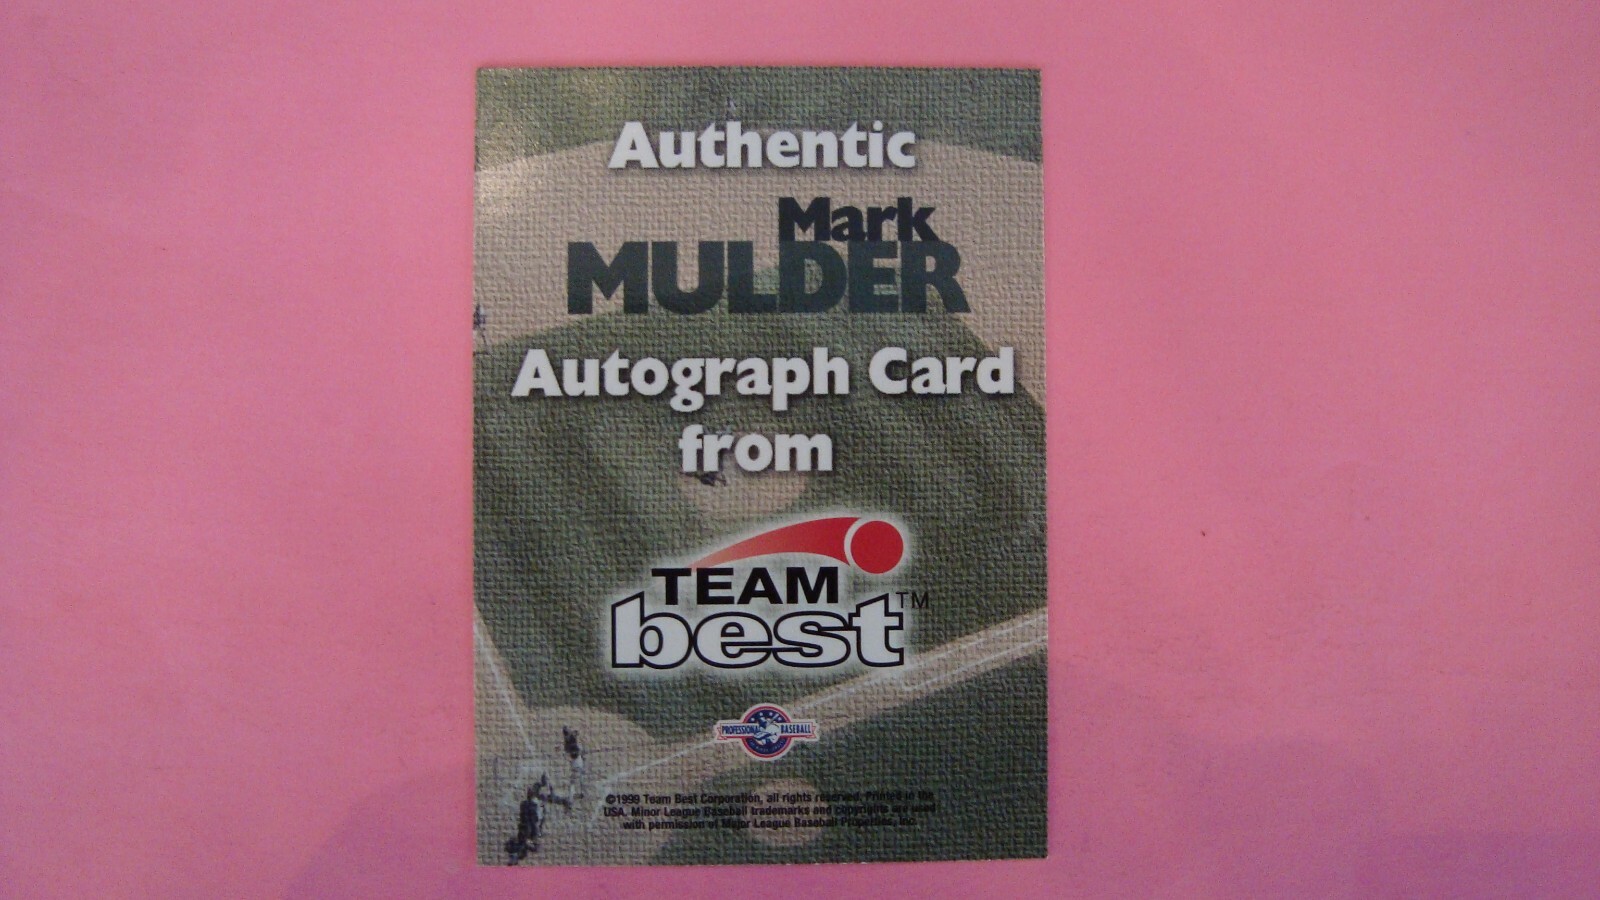 Authentic
Mark
MULDER
Autograph Card
from
TEAM
best™
PROFESSIONAL BASEBALL
©1999 Team Best Corporation, all rights reserved. Printed in the
USA. Minor League Baseball trademarks and copyrights are used
with permission of Major League Baseball Properties, Inc.